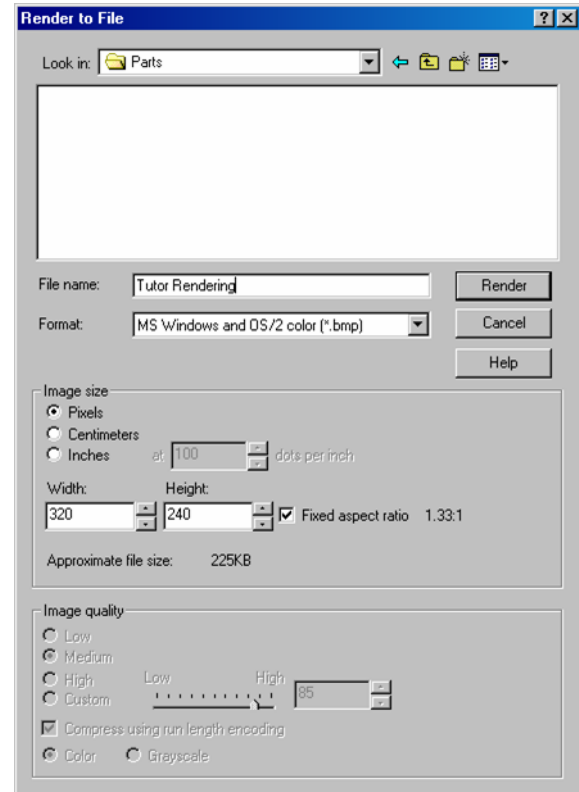 Render to File
Look in: Parts
File name: Tutor Rendering Render
Format: MS Windows and OS/2 color (*.bmp) Cancel
Help
Image size
Pixels
Centimeters
Inches at 100 dots per inch
Width: Height:
320 240 Fixed aspect ratio 1.33:1
Approximate file size: 225KB
Image quality
Low
Medium
High Low High 85
Custom
Compress using run length encoding
Color Grayscale